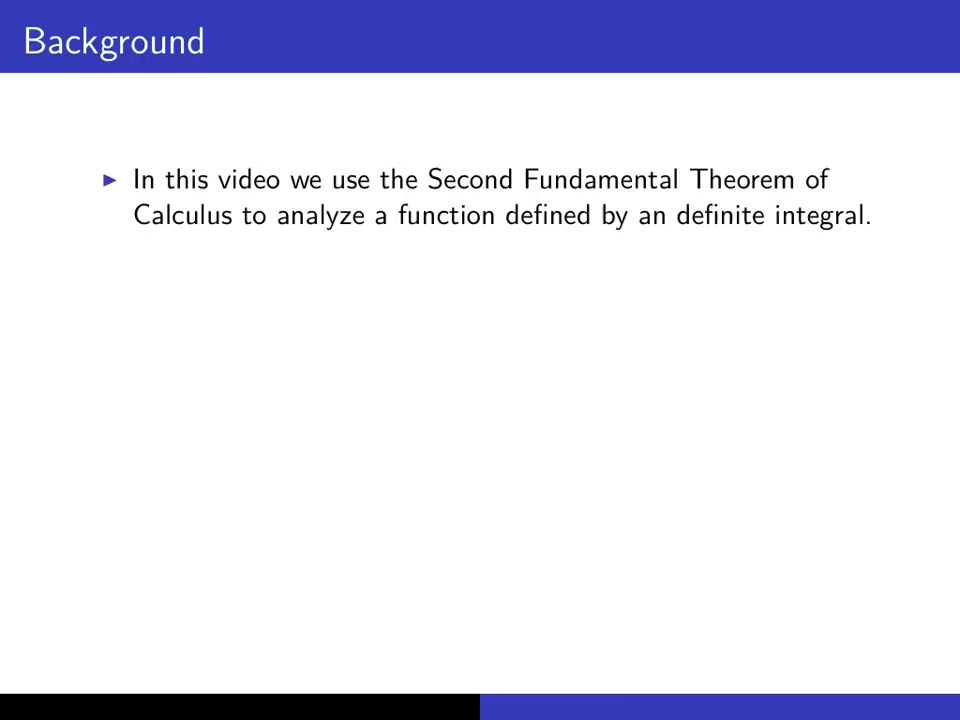 Background
In this video we use the Second Fundamental Theorem of
Calculus to analyze a function defined by an definite integral.